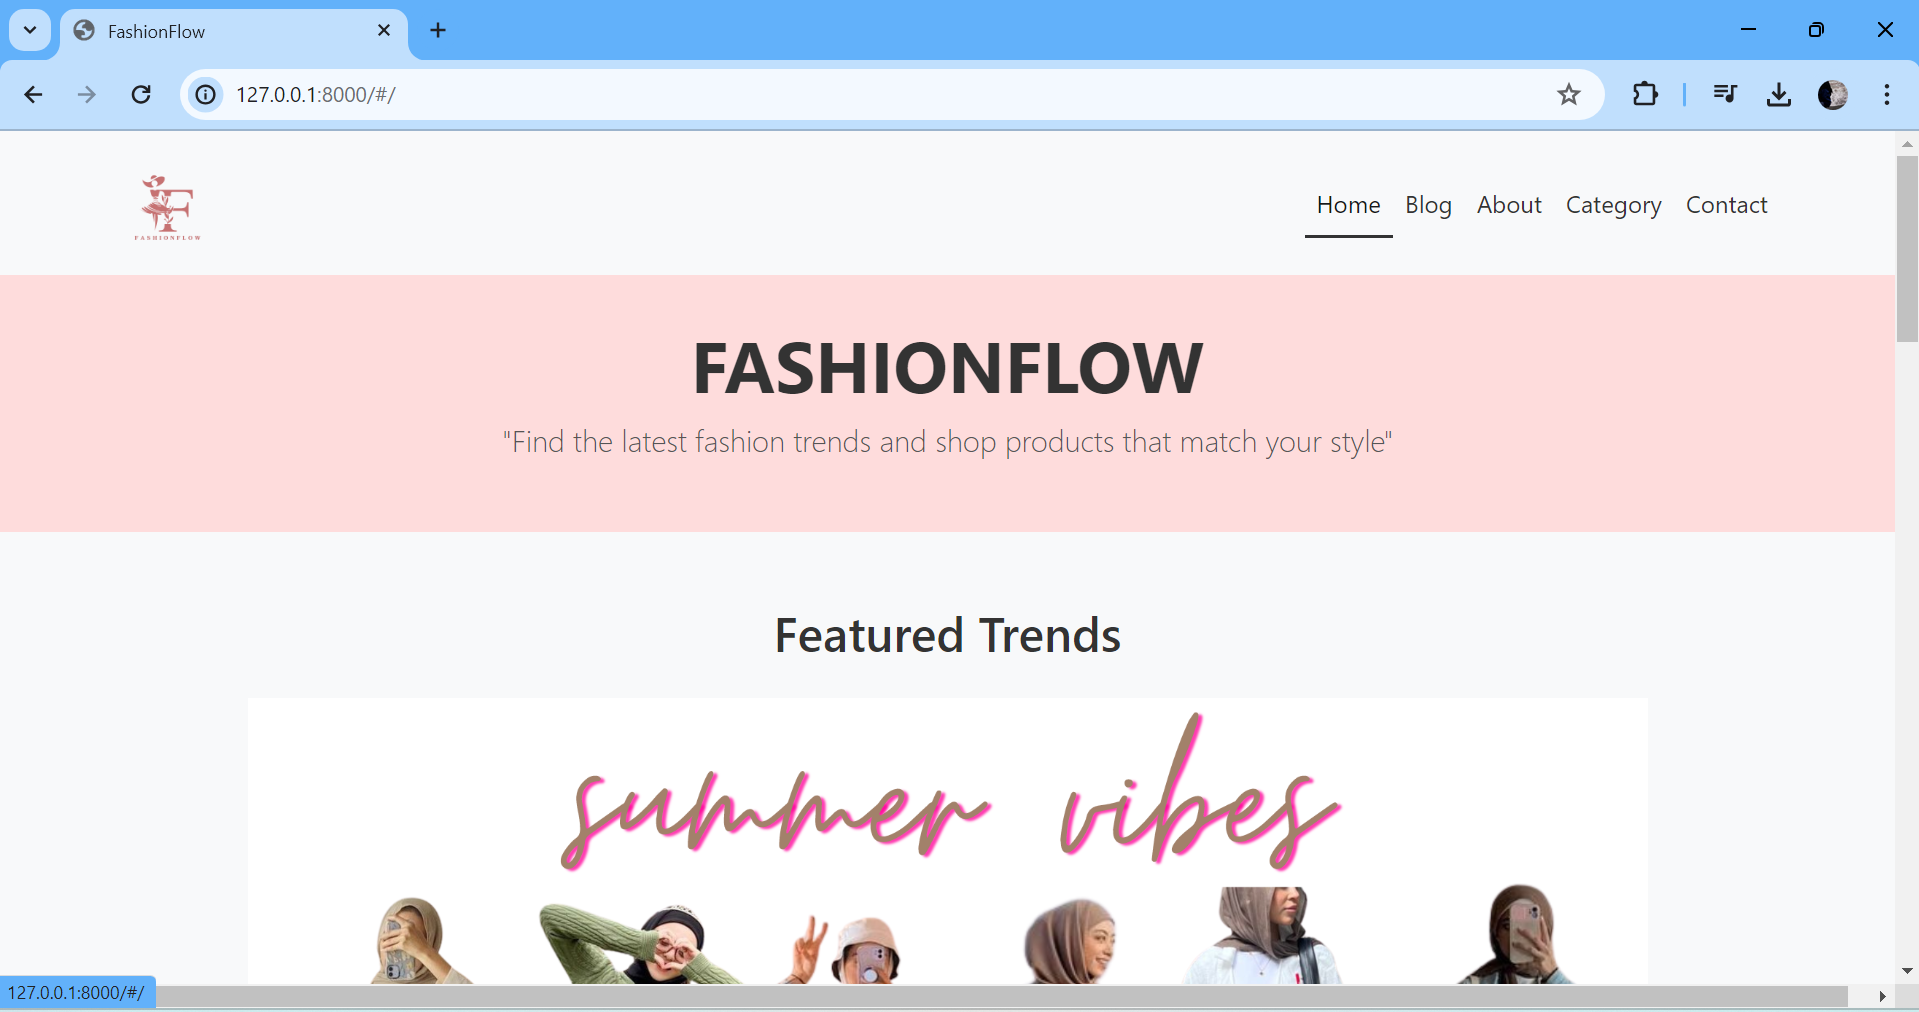 FashionFlow
127.0.0.1:8000/#/
F
FASHIONFLOW
Home Blog About Category Contact
FASHIONFLOW
"Find the latest fashion trends and shop products that match your style"
Featured Trends
summer vibes
127.0.0.1:8000/#/